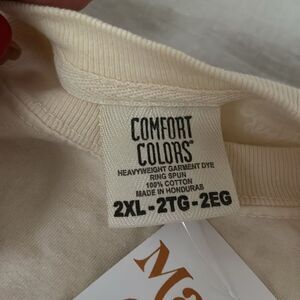 COMFORT
COLORS®
HEAVYWEIGHT GARMENT DYE
RING SPUN
100% COTTON
MADE IN HONDURAS
2XL - 2TG - 2EG